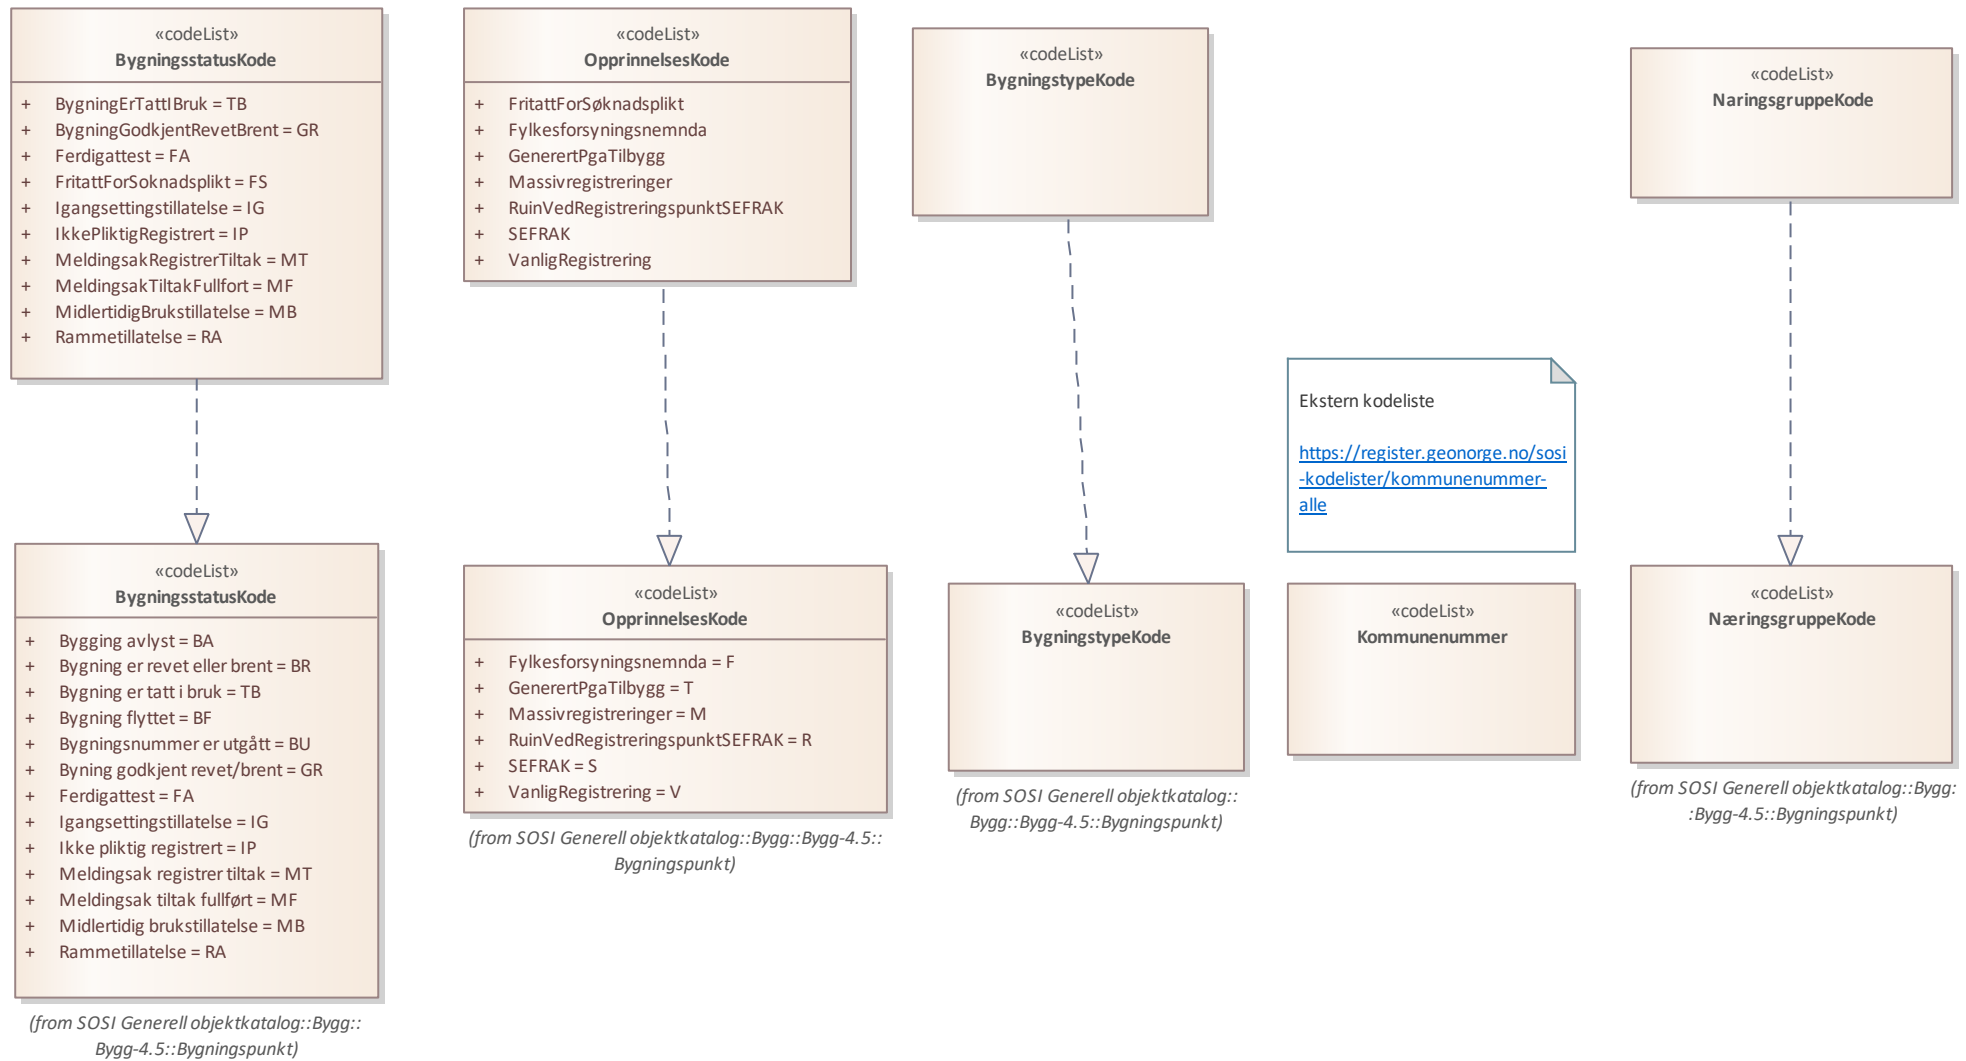 «codeList»
BygningsstatusKode
+ BygningErTattIBruk = TB
+ BygningGodkjentRevetBrent = GR
+ Ferdigattest = FA
+ FritattForSoknadsplikt = FS
+ Igangsettingstillatelse = IG
+ IkkePliktigRegistrert = IP
+ MeldingsakRegistrerTiltak = MT
+ MeldingsakTiltakFullfort = MF
+ MidlertidigBrukstillatelse = MB
+ Rammetillatelse = RA
«codeList»
OpprinnelsesKode
+ FritattForSøknadsplikt
+ Fylkesforsyningsnemnda
+ GenerertPgaTilbygg
+ Massivregistreringer
+ RuinVedRegistreringspunktSEFRAK
+ SEFRAK
+ VanligRegistrering
«codeList»
BygningstypeKode
«codeList»
NaringsgruppeKode
Ekstern kodeliste
https://register.geonorge.no/sosi
-kodelister/kommunenummer-
alle
«codeList»
BygningsstatusKode
+ Bygging avlyst = BA
+ Bygning er revet eller brent = BR
+ Bygning er tatt i bruk = TB
+ Bygning flyttet = BF
+ Bygningsnummer er utgått = BU
+ Byning godkjent revet/brent = GR
+ Ferdigattest = FA
+ Igangsettingstillatelse = IG
+ Ikke pliktig registrert = IP
+ Meldingsak registrer tiltak = MT
+ Meldingsak tiltak fullført = MF
+ Midlertidig brukstillatelse = MB
+ Rammetillatelse = RA
(from SOSI Generell objektkatalog::Bygg::
Bygg-4.5::Bygningspunkt)
«codeList»
OpprinnelsesKode
+ Fylkesforsyningsnemnda = F
+ GenerertPgaTilbygg = T
+ Massivregistreringer = M
+ RuinVedRegistreringspunktSEFRAK = R
+ SEFRAK = S
+ VanligRegistrering = V
(from SOSI Generell objektkatalog::Bygg::Bygg-4.5::
Bygningspunkt)
«codeList»
BygningstypeKode
(from SOSI Generell objektkatalog::
Bygg::Bygg-4.5::Bygningspunkt)
«codeList»
Kommunenummer
«codeList»
NæringsgruppeKode
(from SOSI Generell objektkatalog::Bygg:
:Bygg-4.5::Bygningspunkt)